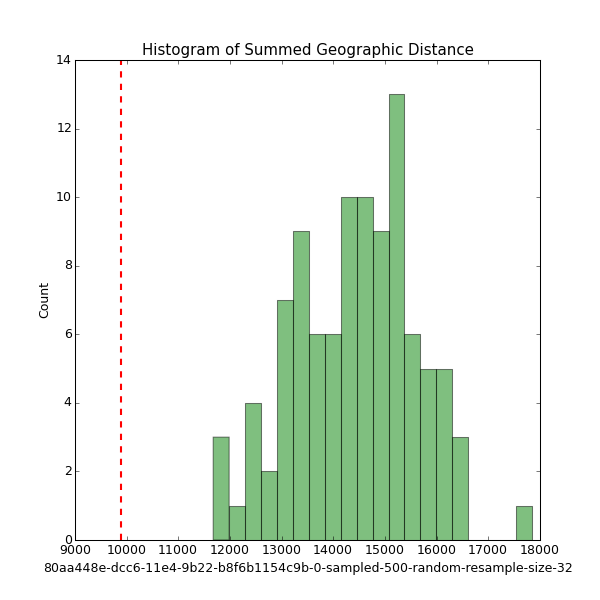 Histogram of Summed Geographic Distance
14
12
10
8
6
4
2
0
Count
9000 10000 11000 12000 13000 14000 15000 16000 17000 18000
80aa448e-dcc6-11e4-9b22-b8f6b1154c9b-0-sampled-500-random-resample-size-32